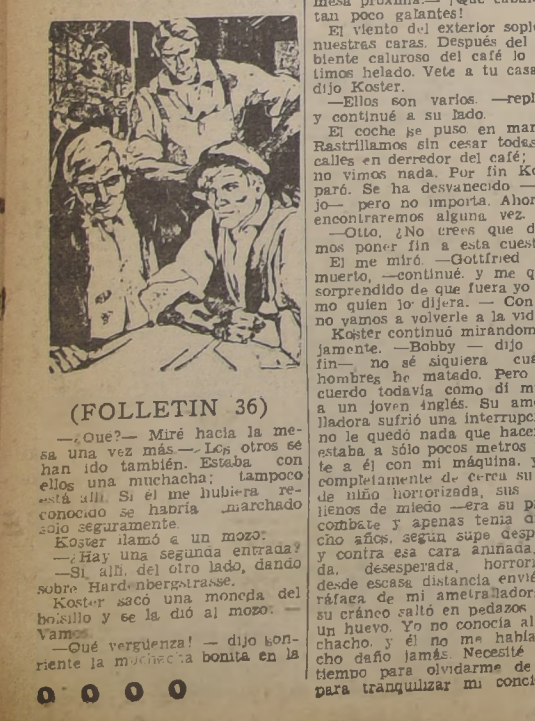 (FOLLETIN 36)
—¿Que?— Miré hacia la me-
sa una vez más.— Los otros se
han ido también. Estaba con
ellos una muchacha; tampoco
está allí. Si él me hubiera re-
conocido se habría marchado
solo seguramente.
Koster llamó a un mozo.
—¿Hay una segunda entrada?
—Si, allí, del otro lado, dando
sobre Hardenbergstrasse.
Koster sacó una moneda del
bolsillo y se la dió al mozo. —
Vamos
—Qué vergüenza! — dijo son-
riente la muchacha bonita en la
mesa próxima.— ¡Qué
tan poco galantes!
El viento del exterior sopl
nuestras caras. Después del
biente caluroso del café lo
timos helado. Vete a tu casa
dijo Koster.
—Ellos son varios. —repl
y continué a su lado.
El coche se puso en mar
Rastrillamos sin cesar todas
calles en derredor del café;
no vimos nada. Por fin Ko
paró. Se ha desvanecido —
jo— pero no importa. Ahor
encontraremos alguna vez.
—Otto, ¿No crees que d
mos poner fin a esta cuest
El me miró. —Gottfried
muerto, —continué. y me q
sorprendido de que fuera yo
mo quien jo dijera. — Con
no vamos a volverle a la vid
Koster continuó mirandom
jamente. —Bobby — dijo
fin— no sé siquiera cuá
hombres he matado. Pero
cuerdo todavía como di m
a un joven inglés. Su ame
lladora sufrió una interrupci
no le quedó nada que hace
estaba a sólo pocos metros
te a él con mi máquina, y
completamente de cerca su
de niño horrorizada, sus
llenos de miedo —era su p
combate y apenas tenía d
cho años, según supe desp
y contra esa cara aniñada,
da, desesperada, horrori
desde escasa distancia envié
ráfaga de mi ametralladora
su cráneo saltó en pedazos
un huevo. Yo no conocía al
chacho, y él no me había
cho daño jamás. Necesité
tiempo para olvidarme de
para tranquilizar mi conci